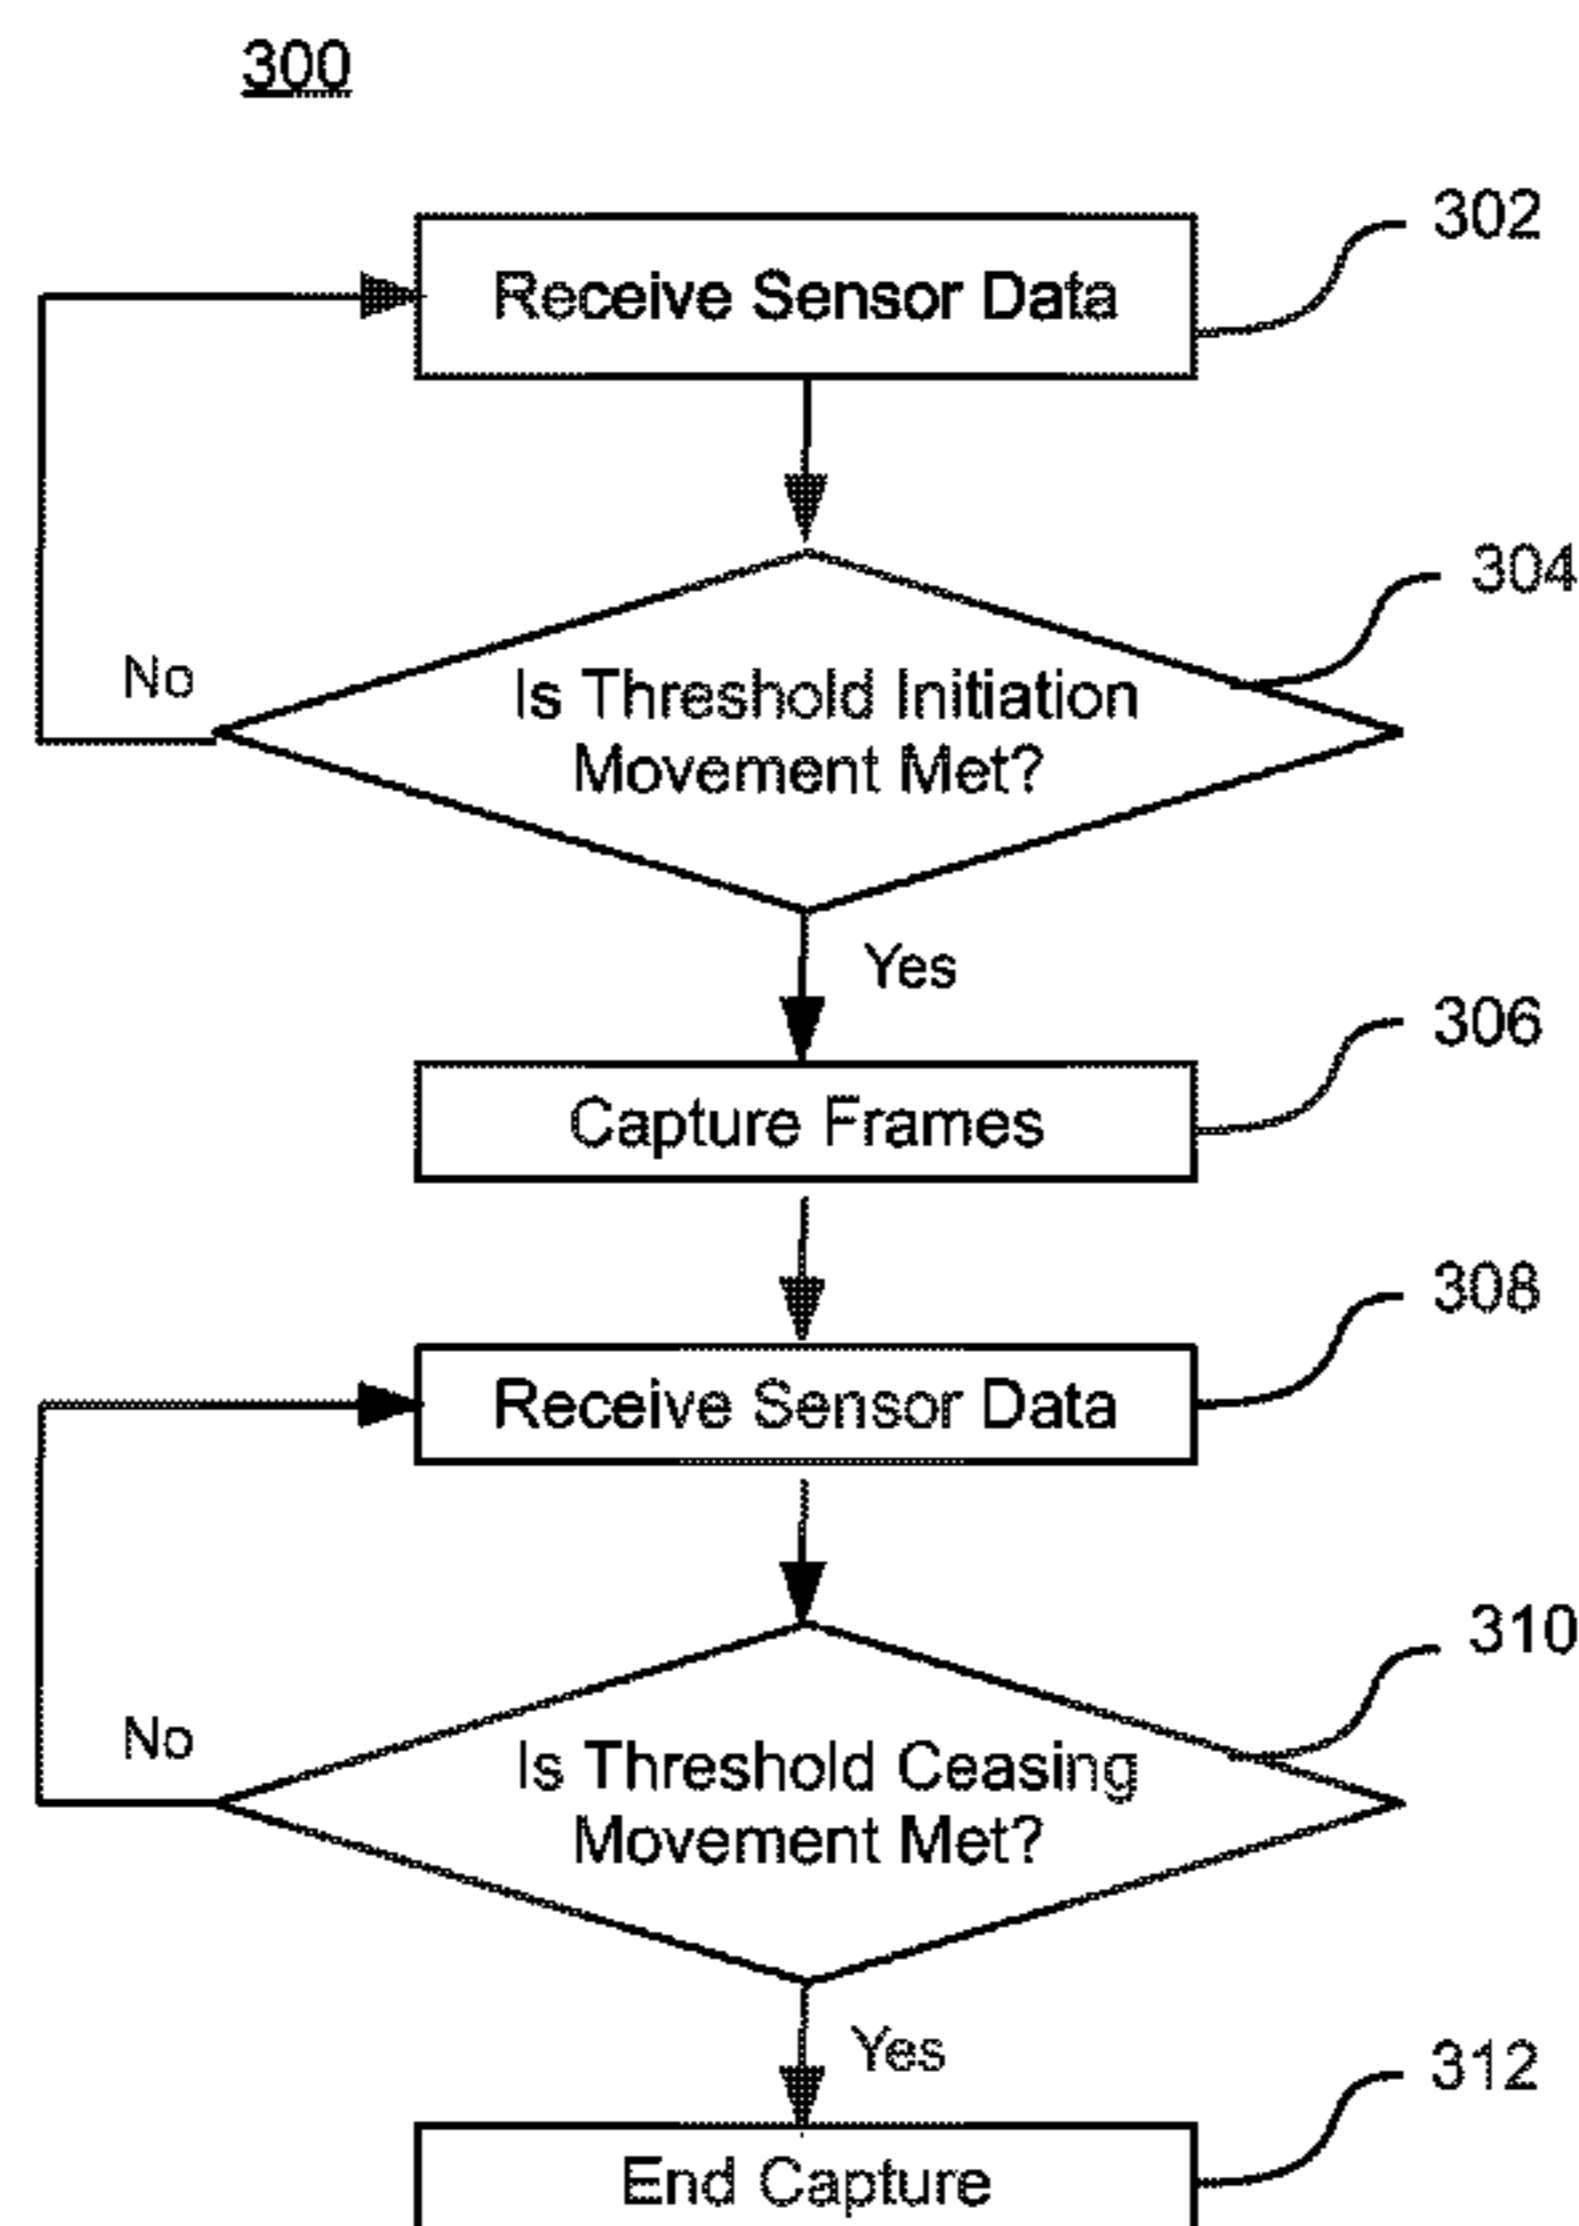 300
Receive Sensor Data
302
Is Threshold Initiation
Movement Met?
304
No
Yes
Capture Frames
306
Receive Sensor Data
308
Is Threshold Ceasing
Movement Met?
310
No
Yes
End Capture
312